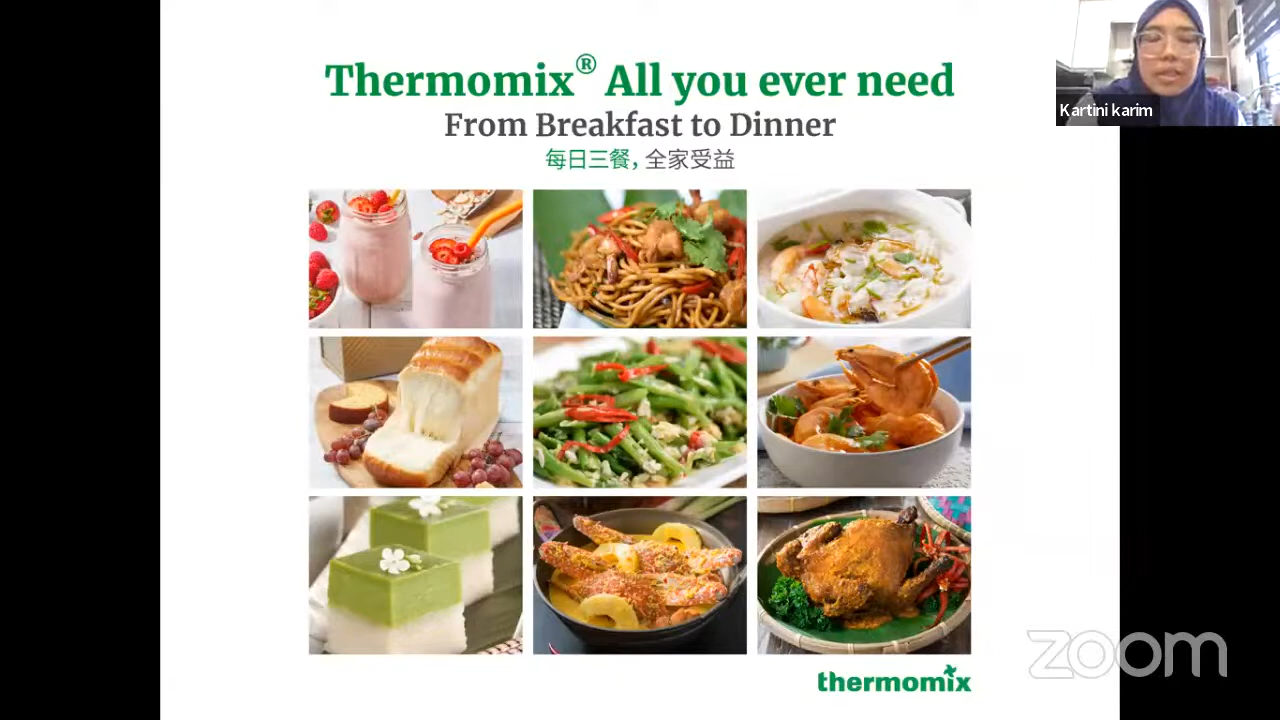 Thermomix® All you ever need
From Breakfast to Dinner
每日三餐, 全家受益
Kartini karim
thermomix
zoom